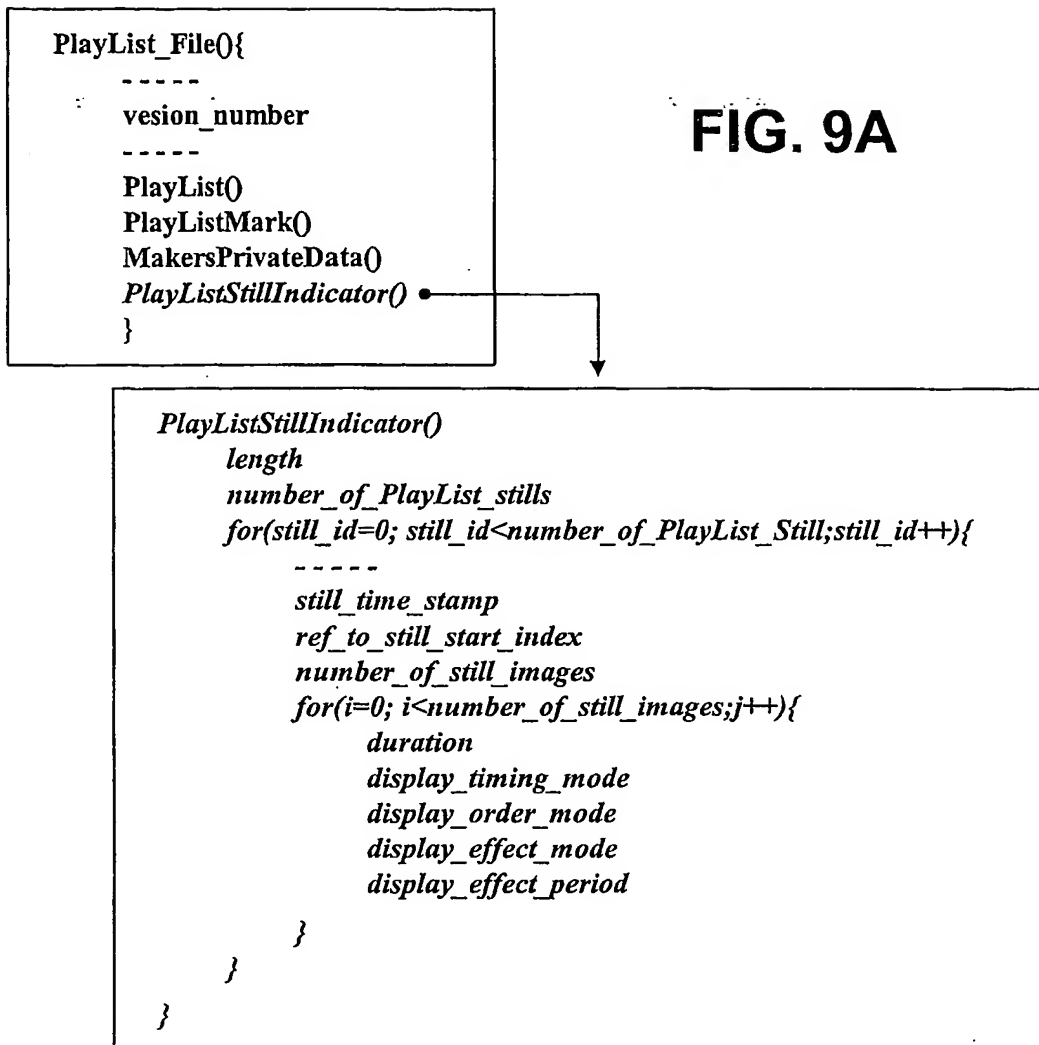 PlayList_File(){
- - - - -
vesion_number
- - - - -
PlayList()
PlayListMark()
MakersPrivateData()
PlayListStillIndicator()
}
FIG. 9A
PlayListStillIndicator()
length
number_of_PlayList_stills
for(still_id=0; still_id<number_of_PlayList_Still;still_id++){
- - - - -
still_time_stamp
ref_to_still_start_index
number_of_still_images
for(i=0; i<number_of_still_images;j++){
duration
display_timing_mode
display_order_mode
display_effect_mode
display_effect_period
}
}
}